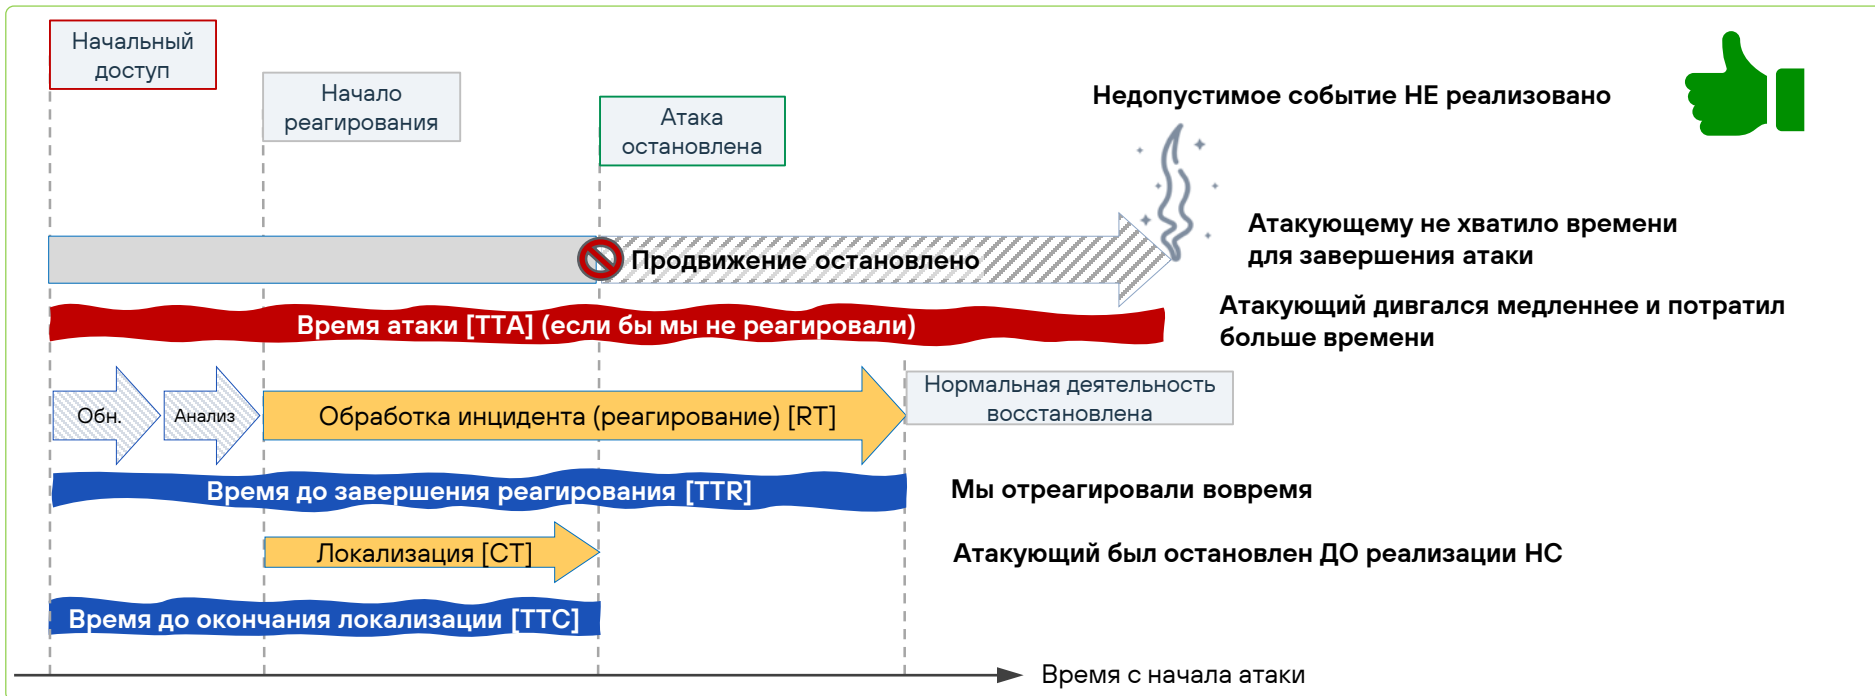 Начальный
доступ
Начало
реагирования
Атака
остановлена
Недопустимое событие НЕ реализовано
Продвижение остановлено
Атакующему не хватило времени
для завершения атаки
Время атаки [TTA] (если бы мы не реагировали)
Атакующий дивгался медленнее и потратил
больше времени
Обн.
Анализ
Обработка инцидента (реагирование) [RT]
Нормальная деятельность
восстановлена
Время до завершения реагирования [TTR]
Мы отреагировали вовремя
Локализация [CT]
Атакующий был остановлен ДО реализации НС
Время до окончания локализации [TTC]
Время с начала атаки